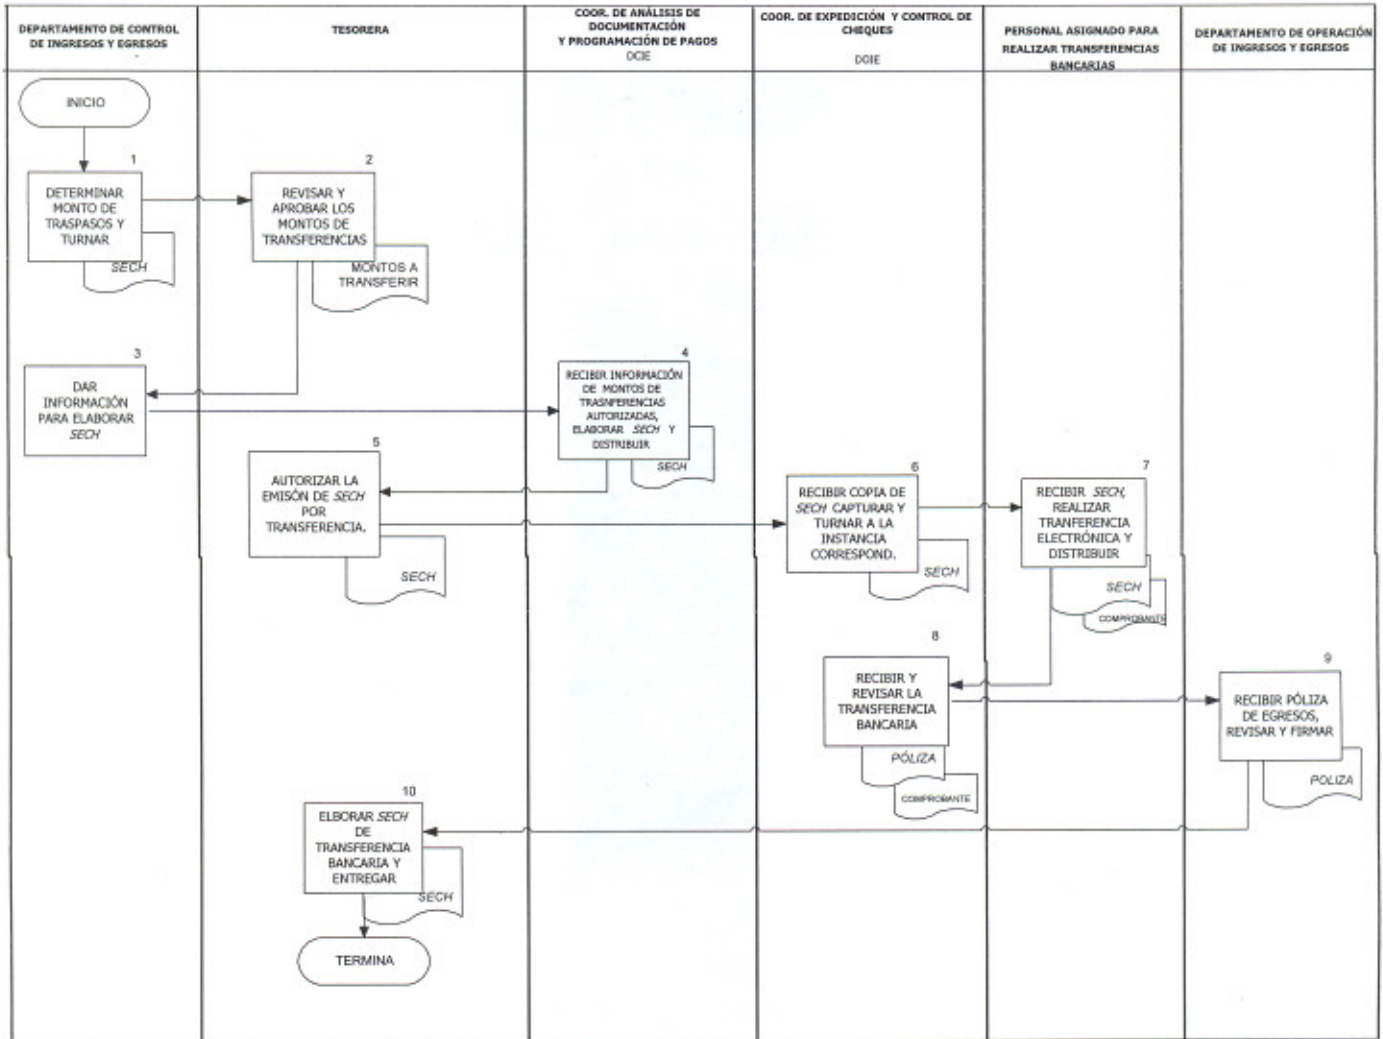 DEPARTAMENTO DE CONTROL
DE INGRESOS Y EGRESOS
TESORERA
COOR. DE ANÁLISIS DE
DOCUMENTACIÓN
Y PROGRAMACIÓN DE PAGOS
DCIE
COOR. DE EXPEDICIÓN Y CONTROL DE
CHEQUES
DCIE
PERSONAL ASIGNADO PARA
REALIZAR TRANSFERENCIAS
BANCARIAS
DEPARTAMENTO DE OPERACIÓN
DE INGRESOS Y EGRESOS
INICIO
1
DETERMINAR
MONTO DE
TRASPASOS Y
TURNAR
SECH
2
REVISAR Y
APROBAR LOS
MONTOS DE
TRANSFERENCIAS
MONTOS A
TRANSFERIR
3
DAR
INFORMACIÓN
PARA ELABORAR
SECH
4
RECIBIR INFORMACIÓN
DE MONTOS DE
TRASNFERENCIAS
AUTORIZADAS,
ELABORAR SECH Y
DISTRIBUIR
SECH
5
AUTORIZAR LA
EMISÓN DE SECH
POR
TRANSFERENCIA.
SECH
6
RECIBIR COPIA DE
SECH CAPTURAR Y
TURNAR A LA
INSTANCIA
CORRESPOND.
SECH
7
RECIBIR SECH,
REALIZAR
TRANFERENCIA
ELECTRÓNICA Y
DISTRIBUIR
SECH
COMPROBANTE
8
RECIBIR Y
REVISAR LA
TRANSFERENCIA
BANCARIA
PÓLIZA
COMPROBANTE
9
RECIBIR PÓLIZA
DE EGRESOS,
REVISAR Y FIRMAR
POLIZA
10
ELBORAR SECH
DE
TRANSFERENCIA
BANCARIA Y
ENTREGAR
SECH
TERMINA